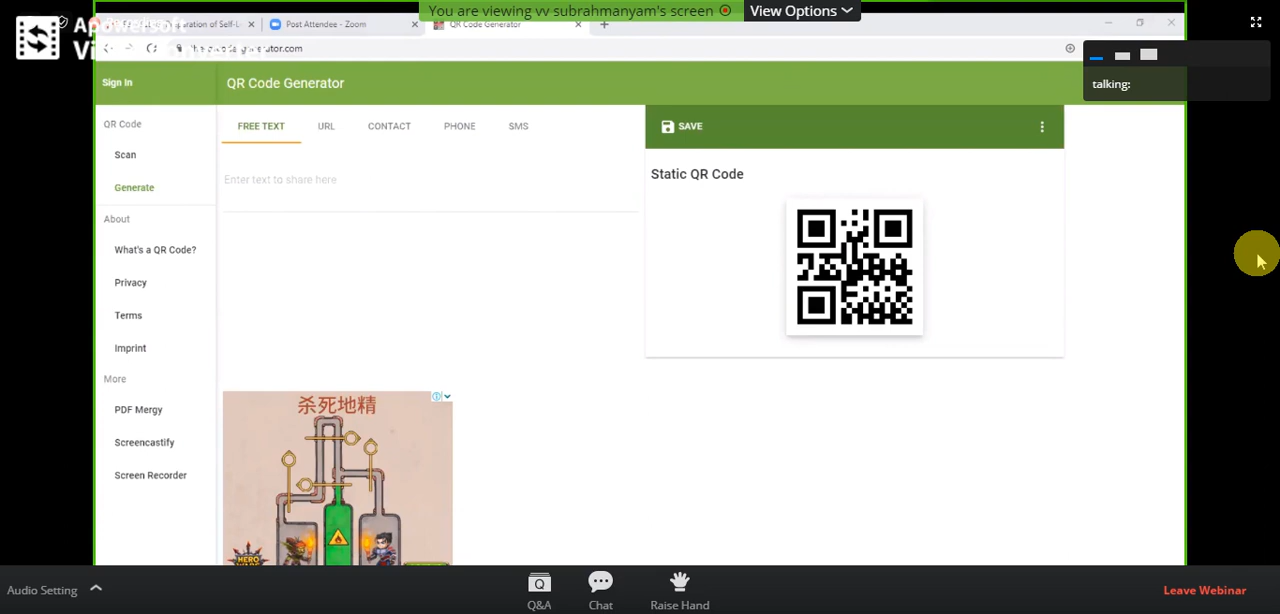 You are viewing vv subrahmanyam's screen
View Options
Post Attendee - Zoom
QR Code Generator
talking:
Sign In
QR Code Generator
QR Code
Scan
Generate
About
What's a QR Code?
Privacy
Terms
Imprint
More
PDF Mergy
Screencastify
Screen Recorder
FREE TEXT
URL
CONTACT
PHONE
SMS
Enter text to share here
SAVE
Static QR Code
杀死地精
HERO
WARS
Audio Setting
Q&A
Chat
Raise Hand
Leave Webinar